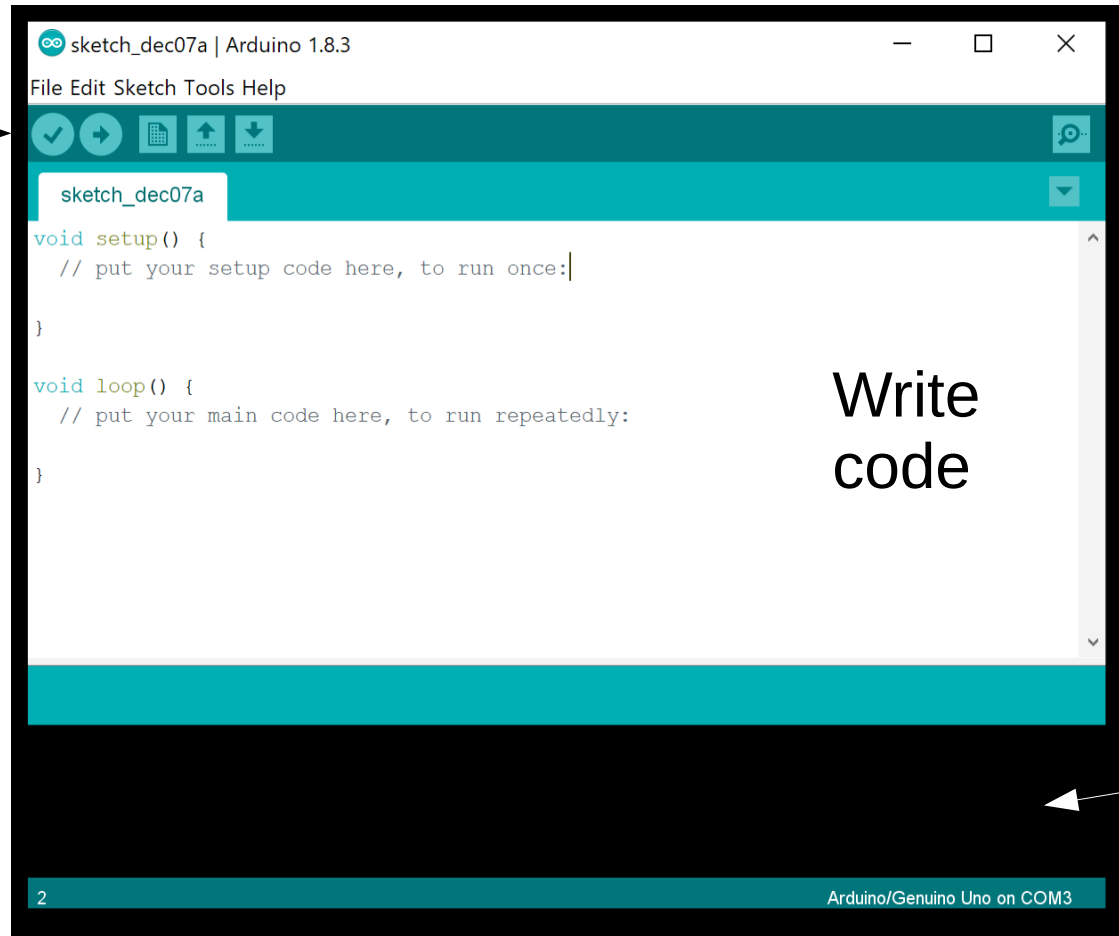 sketch_dec07a | Arduino 1.8.3
File Edit Sketch Tools Help
sketch_dec07a
void setup() {
// put your setup code here, to run once:
}
void loop() {
// put your main code here, to run repeatedly:
}
Write
code
2 Arduino/Genuino Uno on COM3